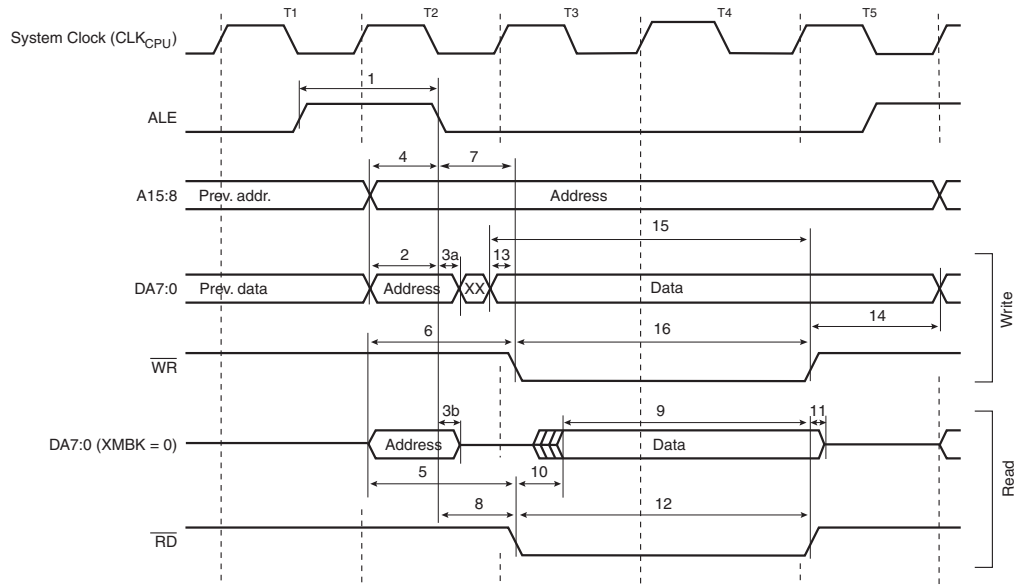 T1 T2 T3 T4 T5
System Clock (CLKCPU)
1
ALE
4 7
A15:8 Prev. addr. Address
15
2 3a 13
DA7:0 Prev. data Address XX Data
14
6 16
WR
Write
3b 9 11
DA7:0 (XMBK = 0) Address Data
5 10
8 12
RD
Read